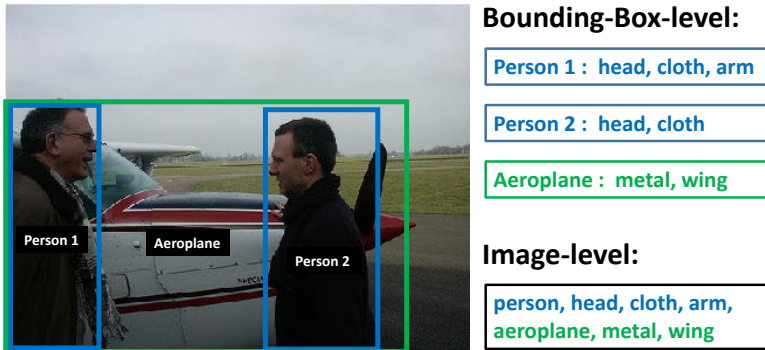 Bounding-Box-level:
Person 1 : head, cloth, arm
Person 2 : head, cloth
Aeroplane : metal, wing
Person 1
Aeroplane
Person 2
Image-level:
person, head, cloth, arm,
aeroplane, metal, wing